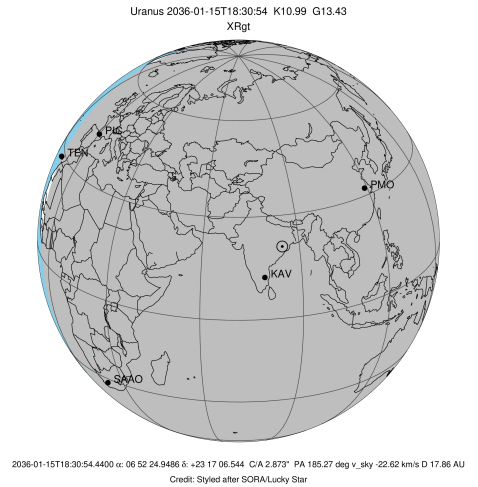 Uranus 2036-01-15T18:30:54 K10.99 G13.43
XRgt
PIC
TEN
PMO
KAV
SAAO
2036-01-15T18:30:54.4400 α: 06 52 24.9486 δ: +23 17 06.544 C/A 2.873" PA 185.27 deg v_sky -22.62 km/s D 17.86 AU
Credit: Styled after SORA/Lucky Star